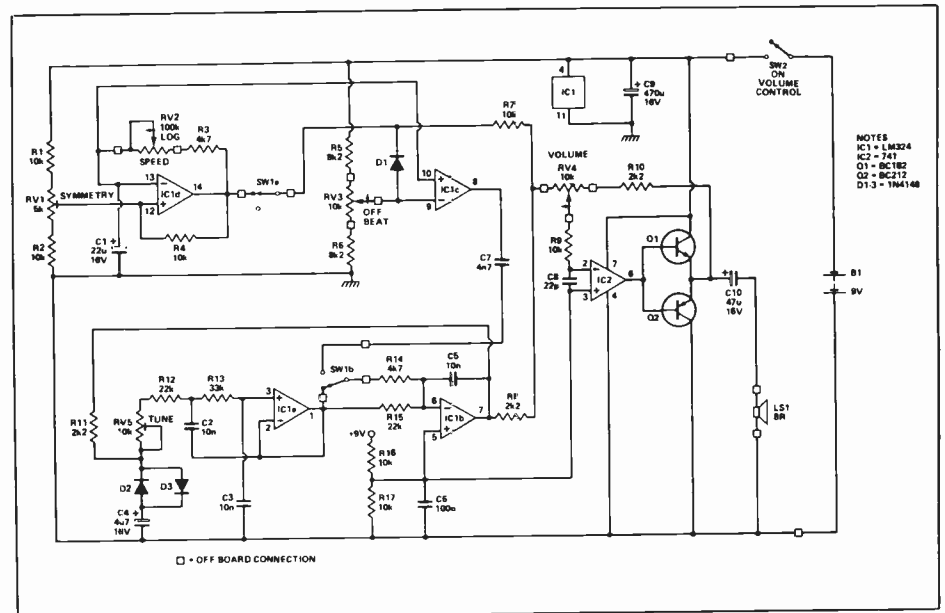 SW2
ON
VOLUME
CONTROL
4
IC1
11
+ C9
470u
16V
NOTES
IC1 = LM324
IC2 = 741
Q1 = BC182
Q2 = BC212
D1-3 = 1N4148
RV2
100k
LOG
R3
4k7
SPEED
R1
10k
RV1
5k
SYMMETRY
13
12
IC1d
14
SW1a
R2
10k
C1
22u
16V
R4
10k
R5
8k2
RV3
10k
OFF
BEAT
R6
8k2
D1
10
9
IC1c
8
R7
10k
VOLUME
RV4
10k
R10
2k2
R9
10k
C8
22p
2
3
7
4
6
IC2
Q1
Q2
+
C10
47u
16V
B1
9V
LS1
8R
C7
4n7
SW1b
R14
4k7
C5
10n
R12
22k
R13
33k
3
2
IC1a
1
R15
22k
6
5
IC1b
7
2k2
R11
2k2
RV5
10k
TUNE
C2
10n
+9V
R16
10k
R17
10k
D2
D3
C3
10n
C6
C4
4u7
16V
+
□ = OFF BOARD CONNECTION